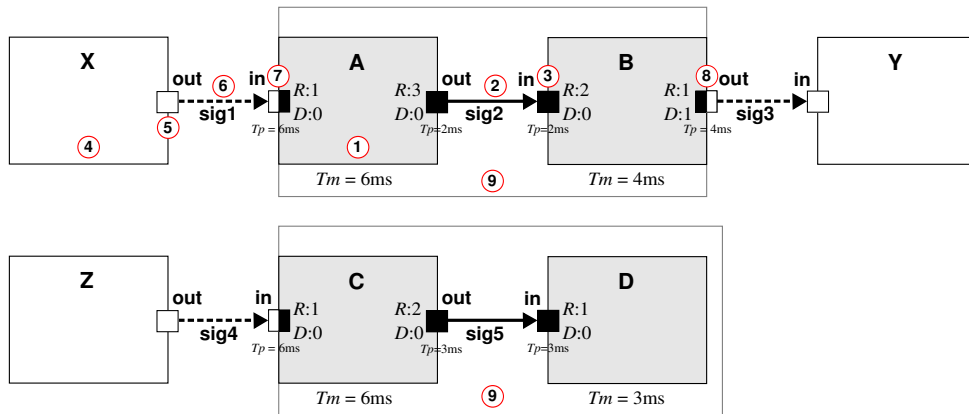 X A B Y
out in out in out in
6 7 2 3 8
R:1 R:3 R:2 R:1
sig1 D:0 D:0 sig2 D:0 D:1 sig3
5 Tp = 6ms Tp=2ms Tp=2ms Tp = 4ms
4 1
Tm = 6ms 9 Tm = 4ms
Z C D
out in out in
R:1 R:2 R:1
sig4 D:0 D:0 sig5 D:0
Tp = 6ms Tp=3ms Tp=3ms
Tm = 6ms 9 Tm = 3ms